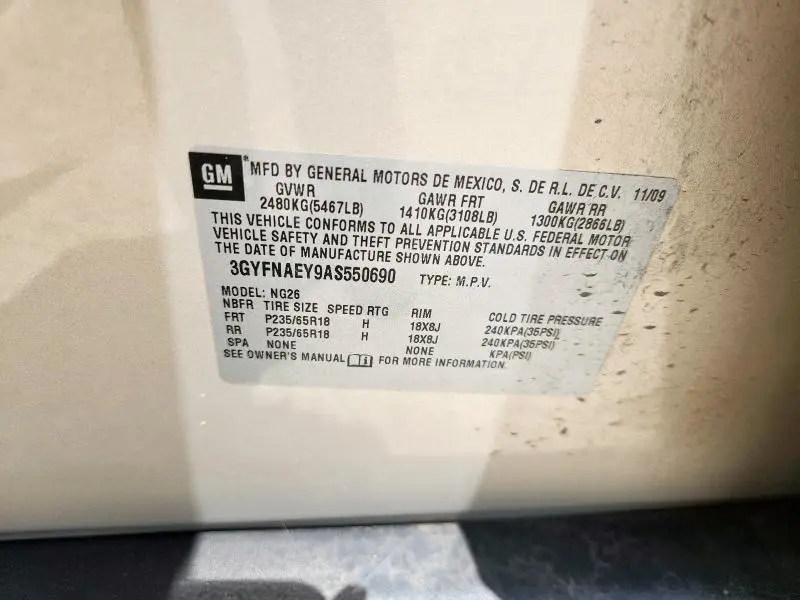 GM
MFD BY GENERAL MOTORS DE MEXICO, S. DE R.L. DE C.V. 11/09
GVWR GAWR FRT GAWR RR
2480KG(5467LB) 1410KG(3108LB) 1300KG(2866LB)
THIS VEHICLE CONFORMS TO ALL APPLICABLE U.S. FEDERAL MOTOR
VEHICLE SAFETY AND THEFT PREVENTION STANDARDS IN EFFECT ON
THE DATE OF MANUFACTURE SHOWN ABOVE.
3GYFNAEY9AS550690 TYPE: M.P.V.
MODEL: NG26
NBFR TIRE SIZE SPEED RTG RIM COLD TIRE PRESSURE
FRT P235/65R18 H 18X8J 240KPA(35PSI)
RR P235/65R18 H 18X8J 240KPA(35PSI)
SPA NONE NONE KPA(PSI)
SEE OWNER'S MANUAL FOR MORE INFORMATION.